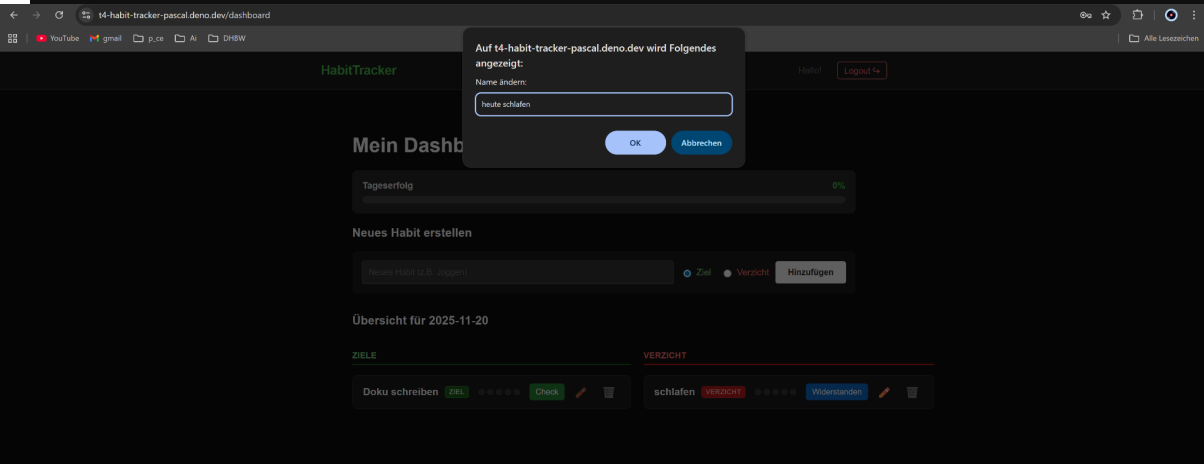 t4-habit-tracker-pascal.deno.dev/dashboard
YouTube gmail p_ce Ai DHBW Alle Lesezeichen
Auf t4-habit-tracker-pascal.deno.dev wird Folgendes
angezeigt:
Name ändern:
heute schlafen
OK Abbrechen
HabitTracker Hello! Logout
Mein Dashb
Tageserfolg 0%
Neues Habit erstellen
Neues Habit (z.B. Joggen) Ziel Verzicht Hinzufügen
Übersicht für 2025-11-20
ZIELE VERZICHT
Doku schreiben ZIEL Check schlafen VERZICHT Widerstanden